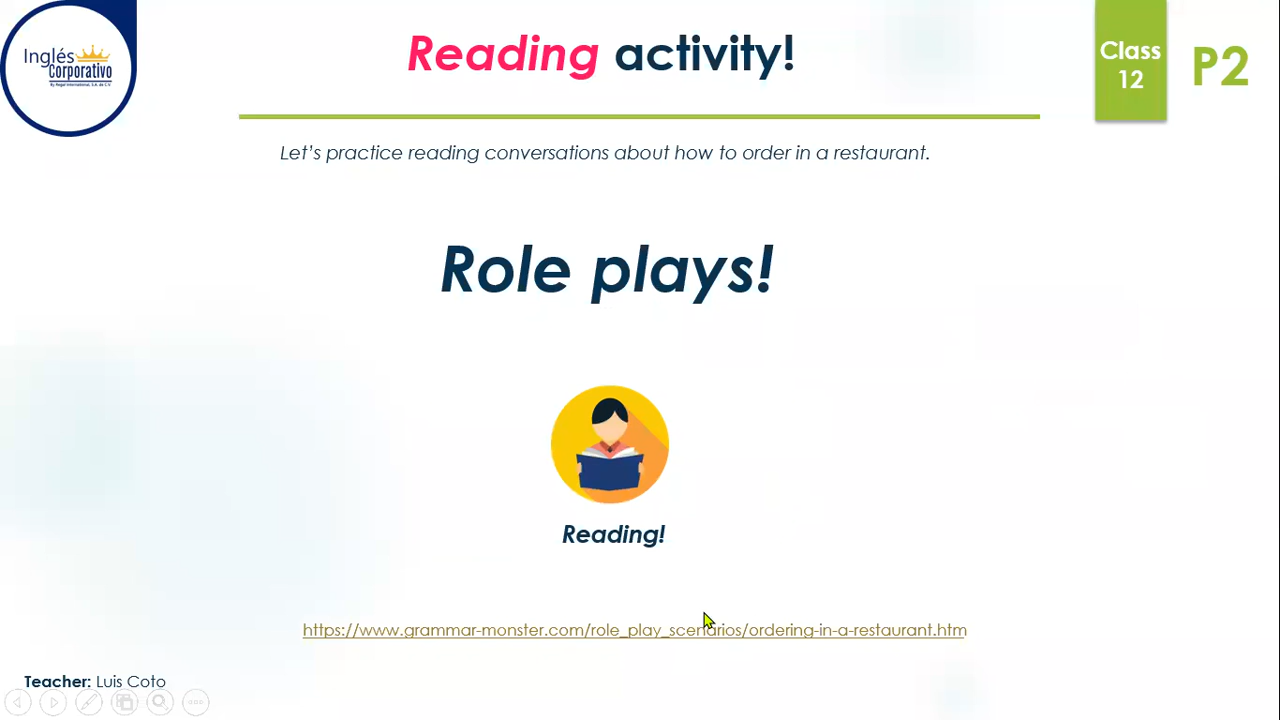 Inglés
Corporativo
By Regal International, S.A. de C.V.
Reading activity!
Class
12
P2
Let's practice reading conversations about how to order in a restaurant.
Role plays!
Reading!
https://www.grammar-monster.com/role_play_scenarios/ordering-in-a-restaurant.htm
Teacher: Luis Coto